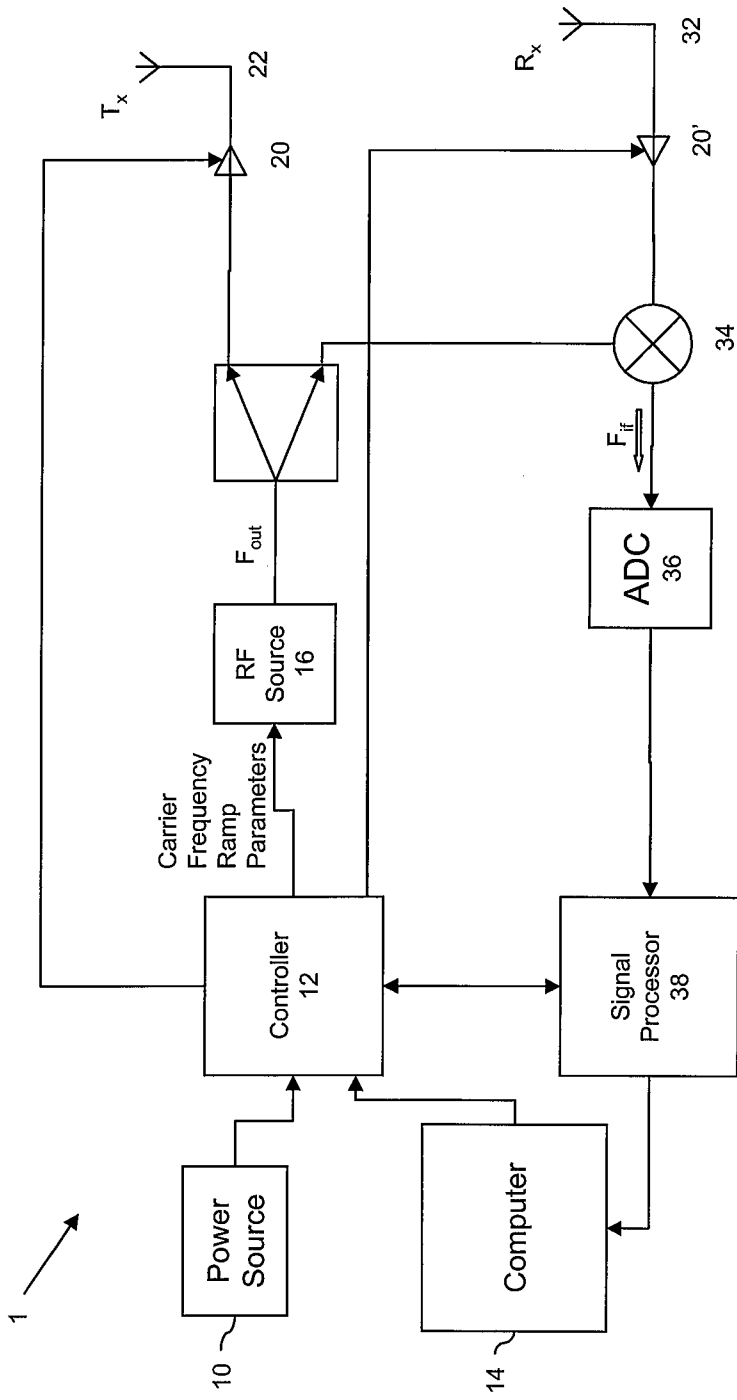 1
10
Power
Source
14
Computer
Controller
12
Signal
Processor
38
Carrier
Frequency
Ramp
Parameters
RF
Source
16
F_out
ADC
36
F_if
34
T_x
20
22
R_x
20'
32